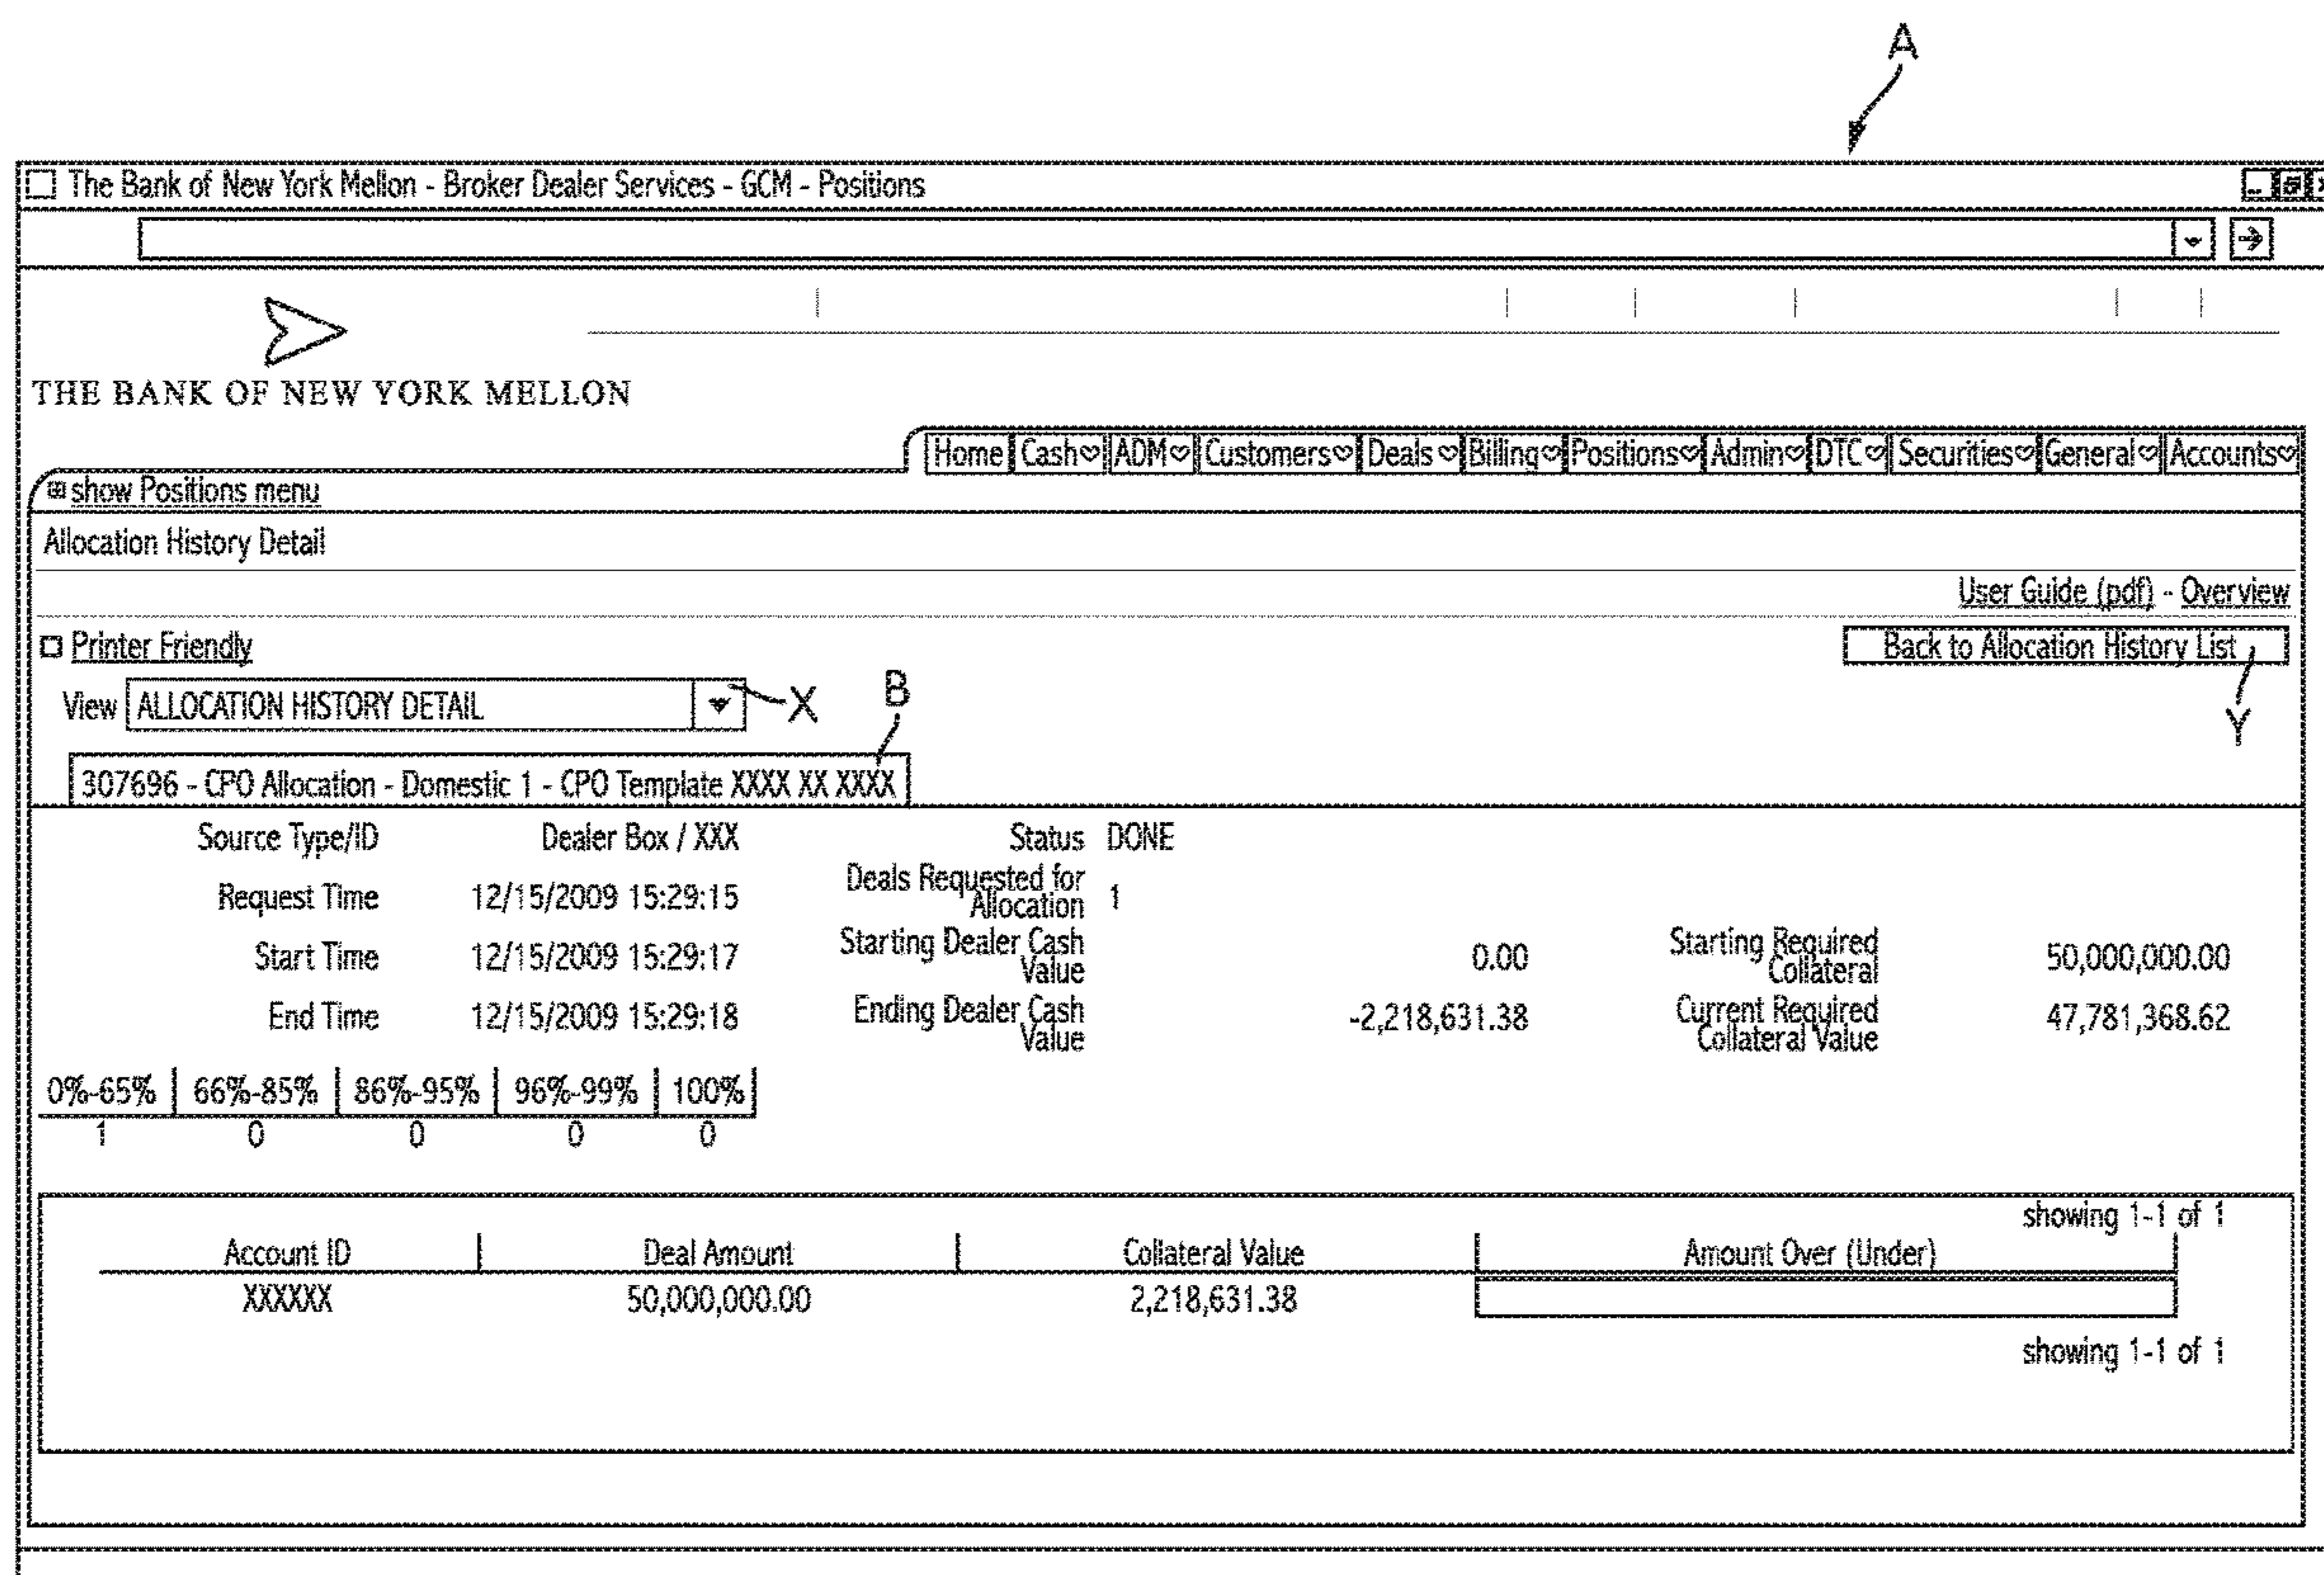 A
The Bank of New York Mellon - Broker Dealer Services - GCM - Positions
THE BANK OF NEW YORK MELLON
Home Cash ADM Customers Deals Billing Positions Admin DTC Securities General Accounts
show Positions menu
Allocation History Detail
User Guide (pdf) - Overview
Printer Friendly
Back to Allocation History List
View ALLOCATION HISTORY DETAIL
X
B
Y
307696 - CPO Allocation - Domestic 1 - CPO Template XXXX XX XXXX
Source Type/ID Dealer Box / XXX Status DONE
Request Time 12/15/2009 15:29:15 Deals Requested for Allocation 1
Start Time 12/15/2009 15:29:17 Starting Dealer Cash Value 0.00 Starting Required Collateral 50,000,000.00
End Time 12/15/2009 15:29:18 Ending Dealer Cash Value -2,218,631.38 Current Required Collateral Value 47,781,368.62
0%-65% 66%-85% 86%-95% 96%-99% 100%
1 0 0 0 0
showing 1-1 of 1
Account ID Deal Amount Collateral Value Amount Over (Under)
XXXXXX 50,000,000.00 2,218,631.38
showing 1-1 of 1